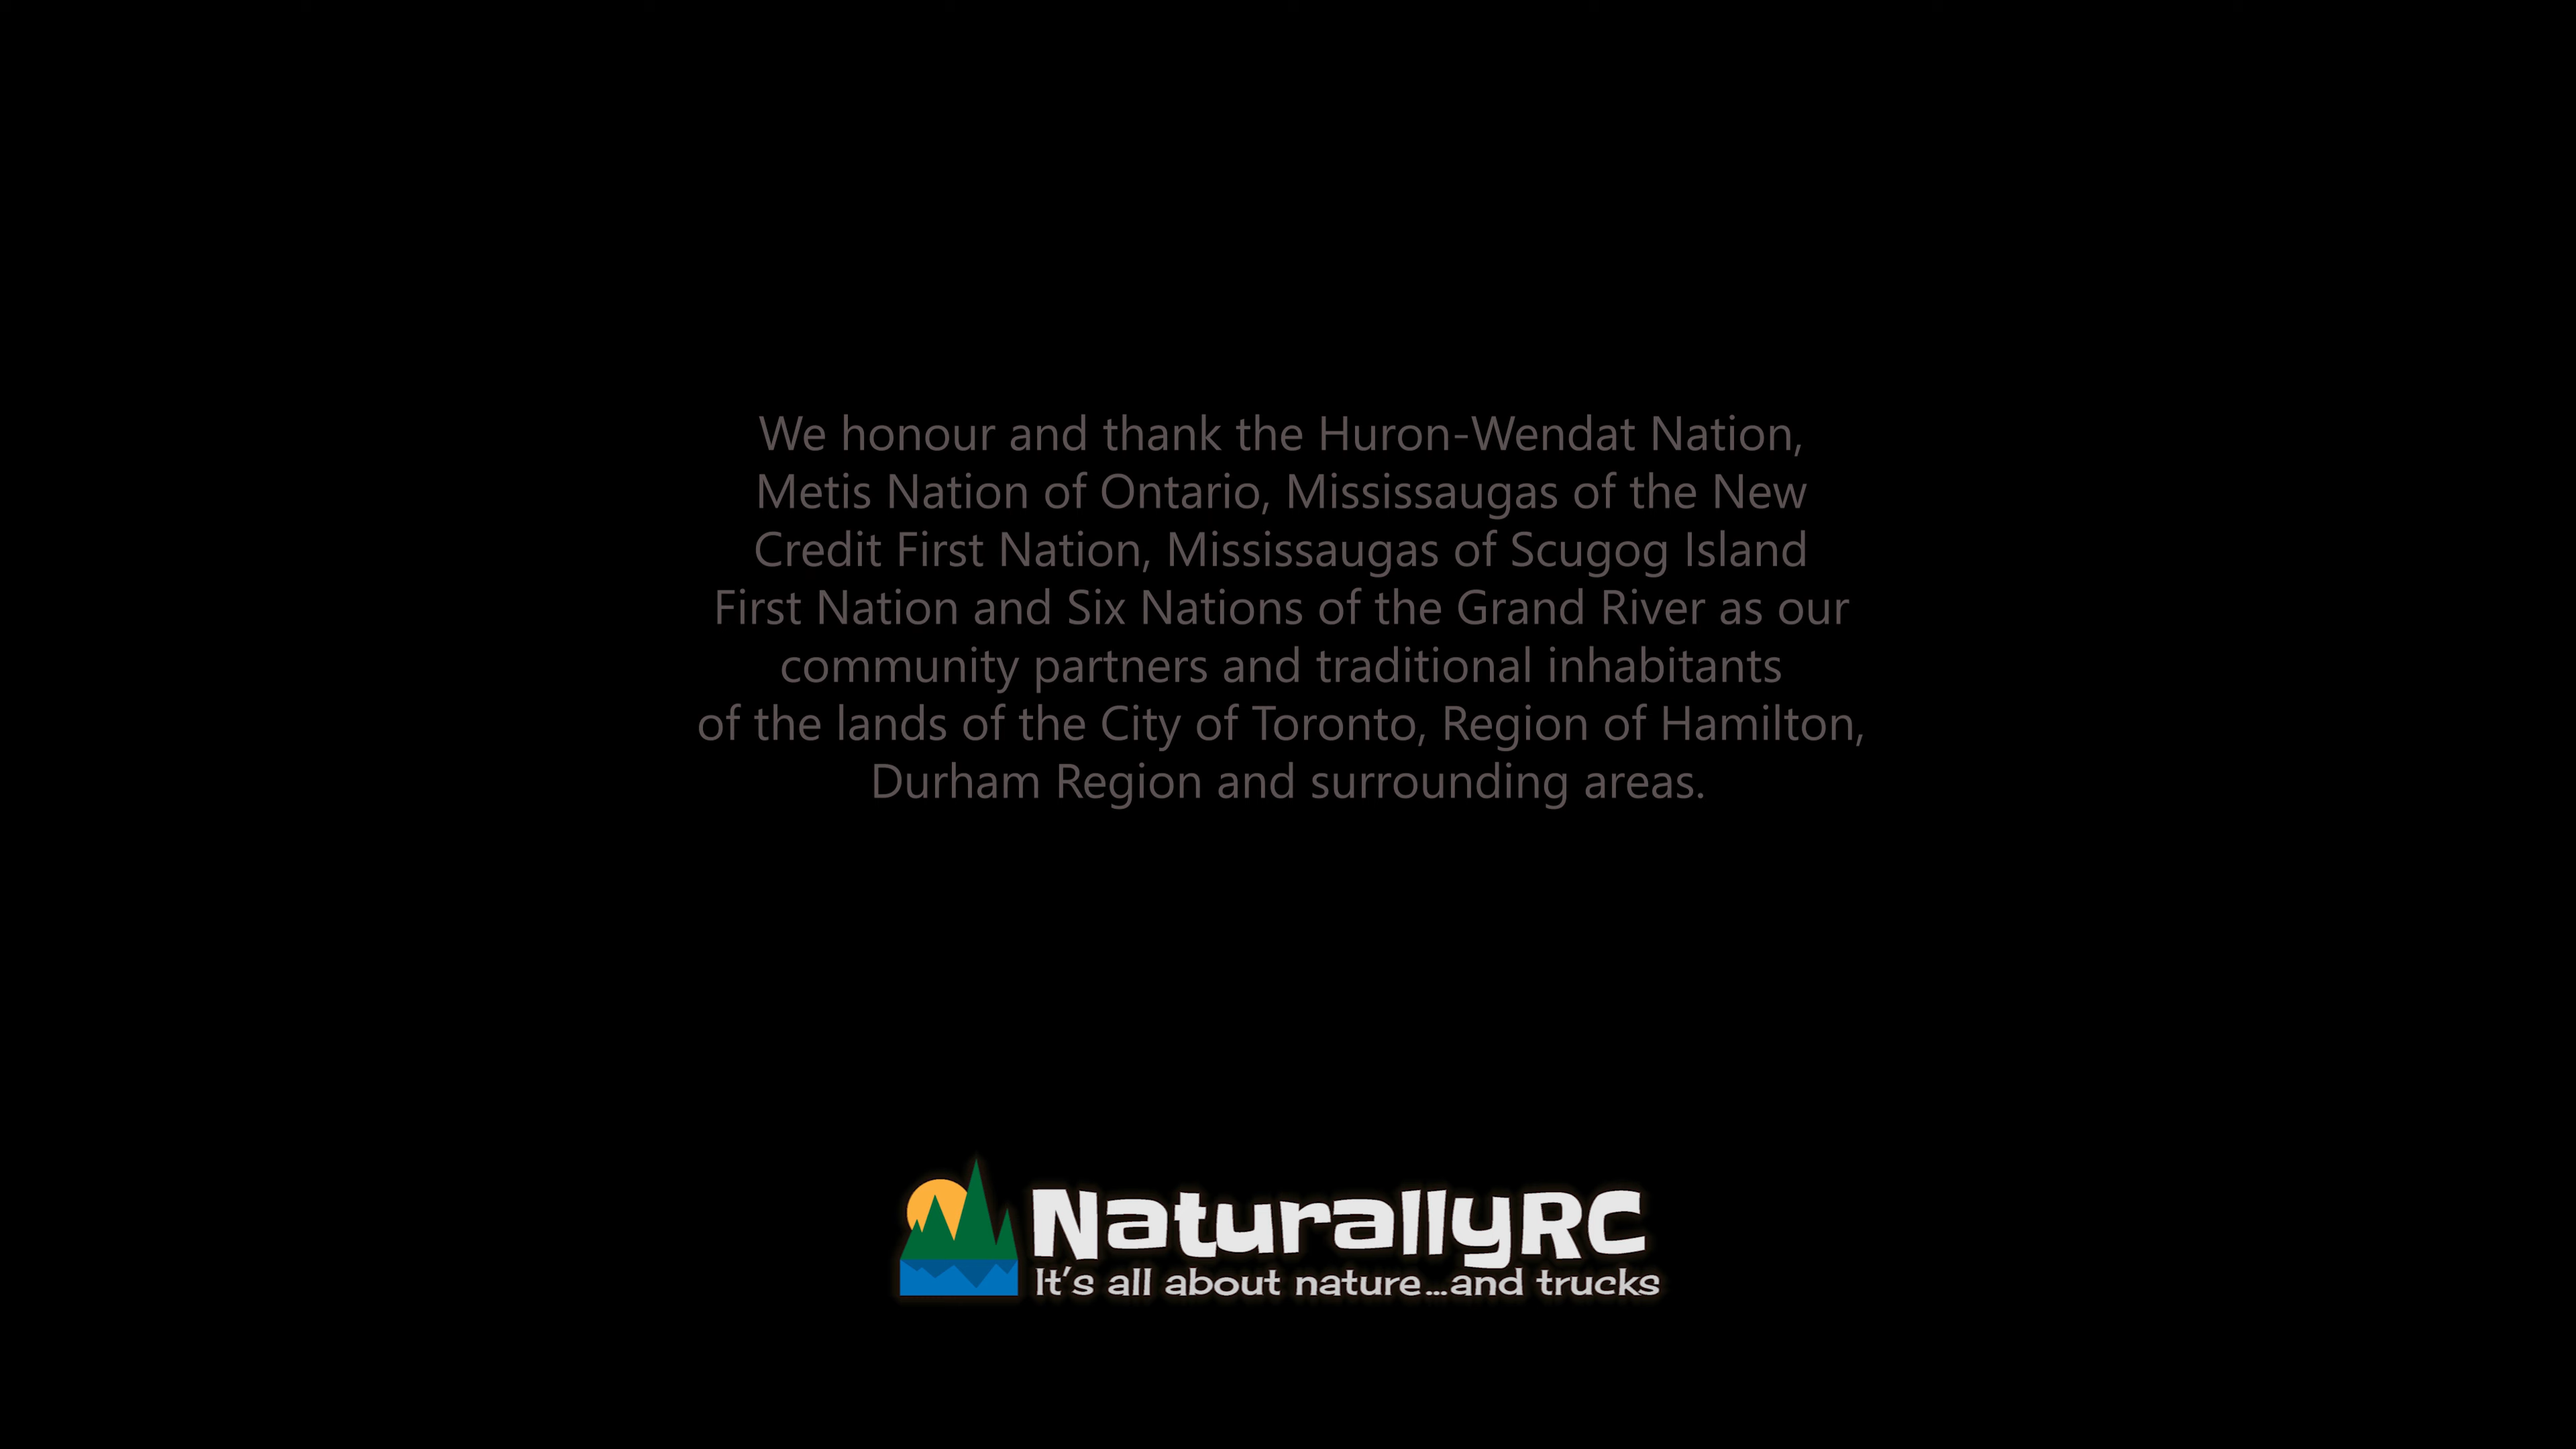 We honour and thank the Huron-Wendat Nation,
Metis Nation of Ontario, Mississaugas of the New
Credit First Nation, Mississaugas of Scugog Island
First Nation and Six Nations of the Grand River as our
community partners and traditional inhabitants
of the lands of the City of Toronto, Region of Hamilton,
Durham Region and surrounding areas.
NaturallyRC
It's all about nature...and trucks